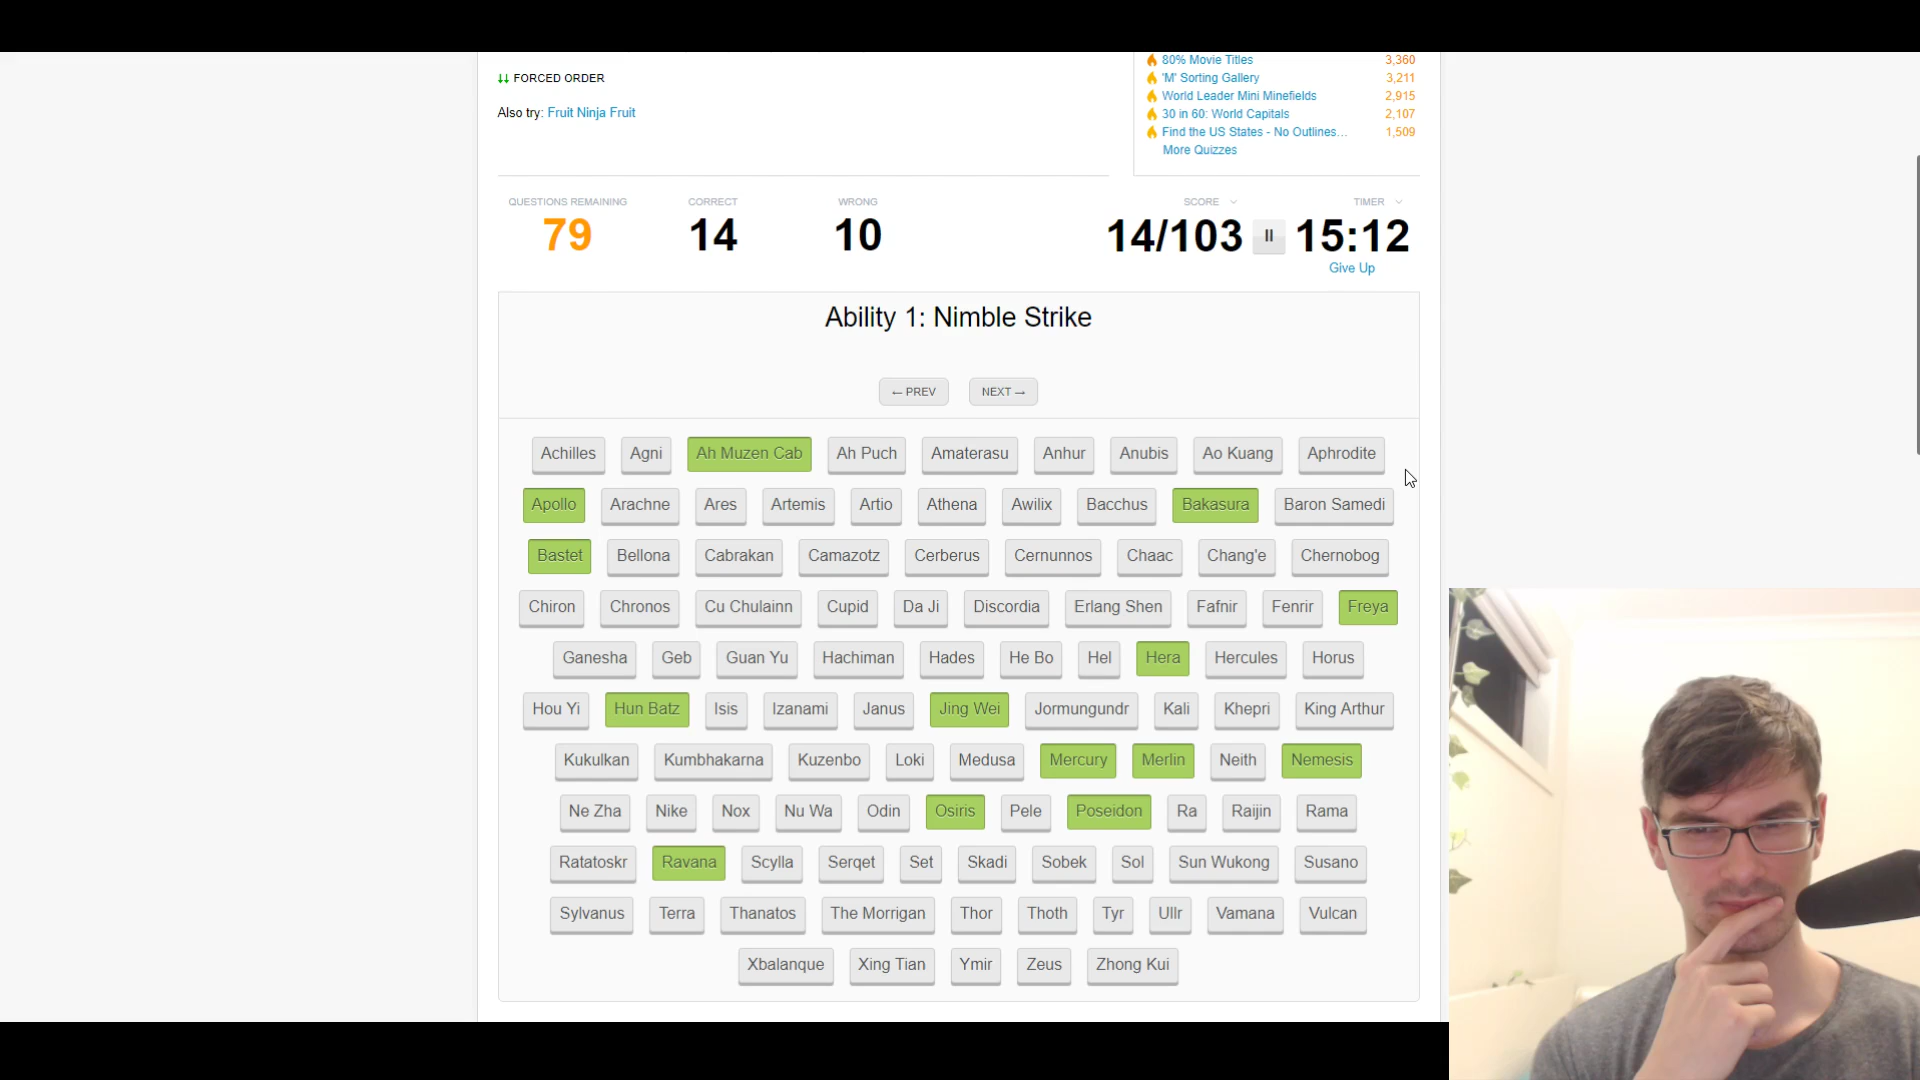 80% Movie Titles 3,360
↓↓ FORCED ORDER
'M' Sorting Gallery 3,211
World Leader Mini Minefields 2,915
Also try: Fruit Ninja Fruit
30 in 60: World Capitals 2,107
Find the US States - No Outlines... 1,509
More Quizzes
QUESTIONS REMAINING CORRECT WRONG SCORE TIMER
79 14 10 14/103 15:12
Give Up
Ability 1: Nimble Strike
← PREV NEXT →
Achilles Agni Ah Muzen Cab Ah Puch Amaterasu Anhur Anubis Ao Kuang Aphrodite
Apollo Arachne Ares Artemis Artio Athena Awilix Bacchus Bakasura Baron Samedi
Bastet Bellona Cabrakan Camazotz Cerberus Cernunnos Chaac Chang'e Chernobog
Chiron Chronos Cu Chulainn Cupid Da Ji Discordia Erlang Shen Fafnir Fenrir Freya
Ganesha Geb Guan Yu Hachiman Hades He Bo Hel Hera Hercules Horus
Hou Yi Hun Batz Isis Izanami Janus Jing Wei Jormungundr Kali Khepri King Arthur
Kukulkan Kumbhakarna Kuzenbo Loki Medusa Mercury Merlin Neith Nemesis
Ne Zha Nike Nox Nu Wa Odin Osiris Pele Poseidon Ra Raijin Rama
Ratatoskr Ravana Scylla Serqet Set Skadi Sobek Sol Sun Wukong Susano
Sylvanus Terra Thanatos The Morrigan Thor Thoth Tyr Ullr Vamana Vulcan
Xbalanque Xing Tian Ymir Zeus Zhong Kui